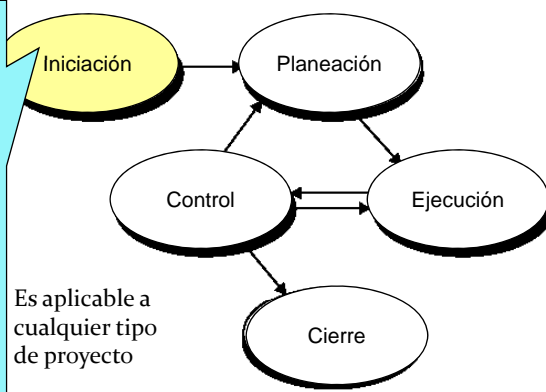 Iniciación
Planeación
Control
Ejecución
Es aplicable a
cualquier tipo
de proyecto
Cierre